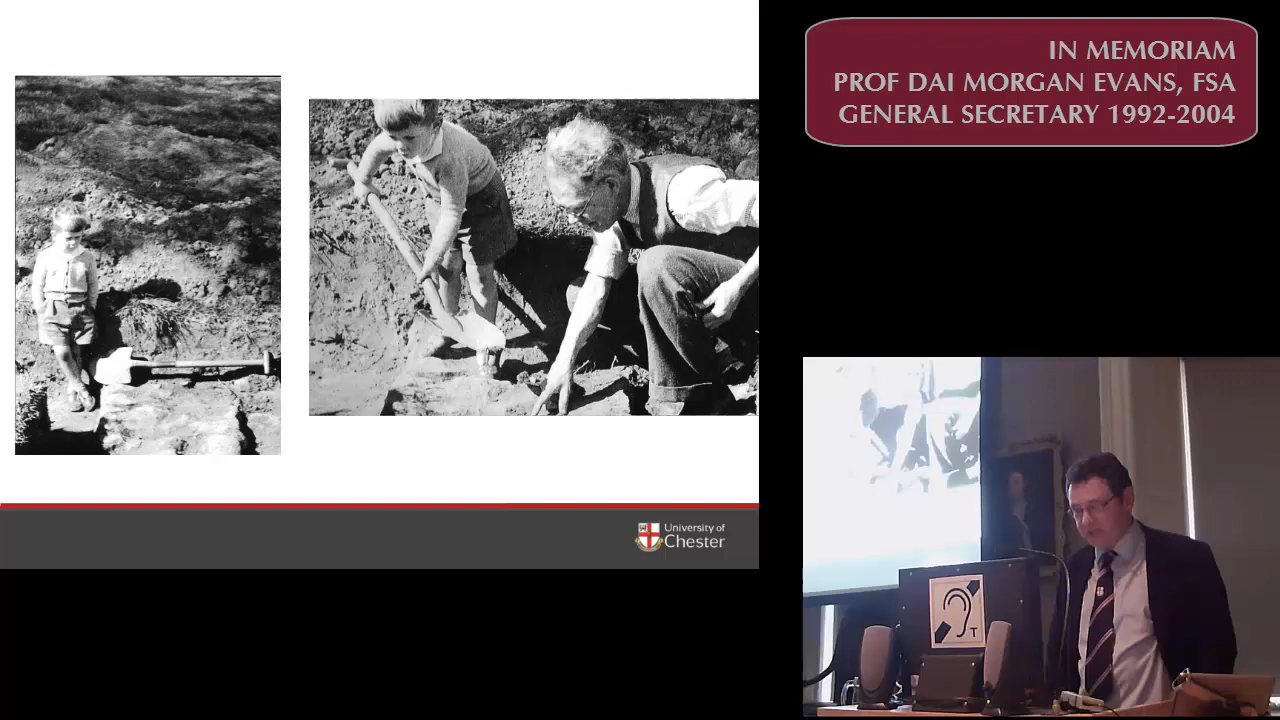 IN MEMORIAM
PROF DAI MORGAN EVANS, FSA
GENERAL SECRETARY 1992-2004
University of
Chester
T